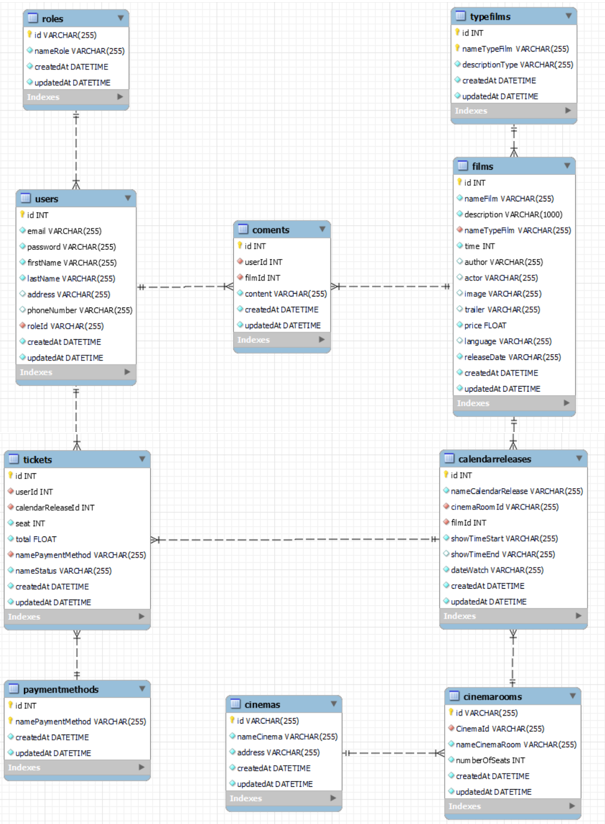 roles
id VARCHAR(255)
nameRole VARCHAR(255)
createdAt DATETIME
updatedAt DATETIME
Indexes
typefilms
id INT
nameTypeFilm VARCHAR(255)
descriptionType VARCHAR(255)
createdAt DATETIME
updatedAt DATETIME
Indexes
users
id INT
email VARCHAR(255)
password VARCHAR(255)
firstName VARCHAR(255)
lastName VARCHAR(255)
address VARCHAR(255)
phoneNumber VARCHAR(255)
roleId VARCHAR(255)
createdAt DATETIME
updatedAt DATETIME
Indexes
coments
id INT
userId INT
filmId INT
content VARCHAR(255)
createdAt DATETIME
updatedAt DATETIME
Indexes
films
id INT
nameFilm VARCHAR(255)
description VARCHAR(1000)
nameTypeFilm VARCHAR(255)
time INT
author VARCHAR(255)
actor VARCHAR(255)
image VARCHAR(255)
trailer VARCHAR(255)
price FLOAT
language VARCHAR(255)
releaseDate VARCHAR(255)
createdAt DATETIME
updatedAt DATETIME
Indexes
tickets
id INT
userId INT
calendarReleaseId INT
seat INT
total FLOAT
namePaymentMethod VARCHAR(255)
nameStatus VARCHAR(255)
createdAt DATETIME
updatedAt DATETIME
Indexes
calendarreleases
id INT
nameCalendarRelease VARCHAR(255)
cinemaRoomId VARCHAR(255)
filmId INT
showTimeStart VARCHAR(255)
showTimeEnd VARCHAR(255)
dateWatch VARCHAR(255)
createdAt DATETIME
updatedAt DATETIME
Indexes
paymentmethods
id INT
namePaymentMethod VARCHAR(255)
createdAt DATETIME
updatedAt DATETIME
Indexes
cinemas
id VARCHAR(255)
nameCinema VARCHAR(255)
address VARCHAR(255)
createdAt DATETIME
updatedAt DATETIME
Indexes
cinemarooms
id VARCHAR(255)
CinemaId VARCHAR(255)
nameCinemaRoom VARCHAR(255)
numberOfSeats INT
createdAt DATETIME
updatedAt DATETIME
Indexes